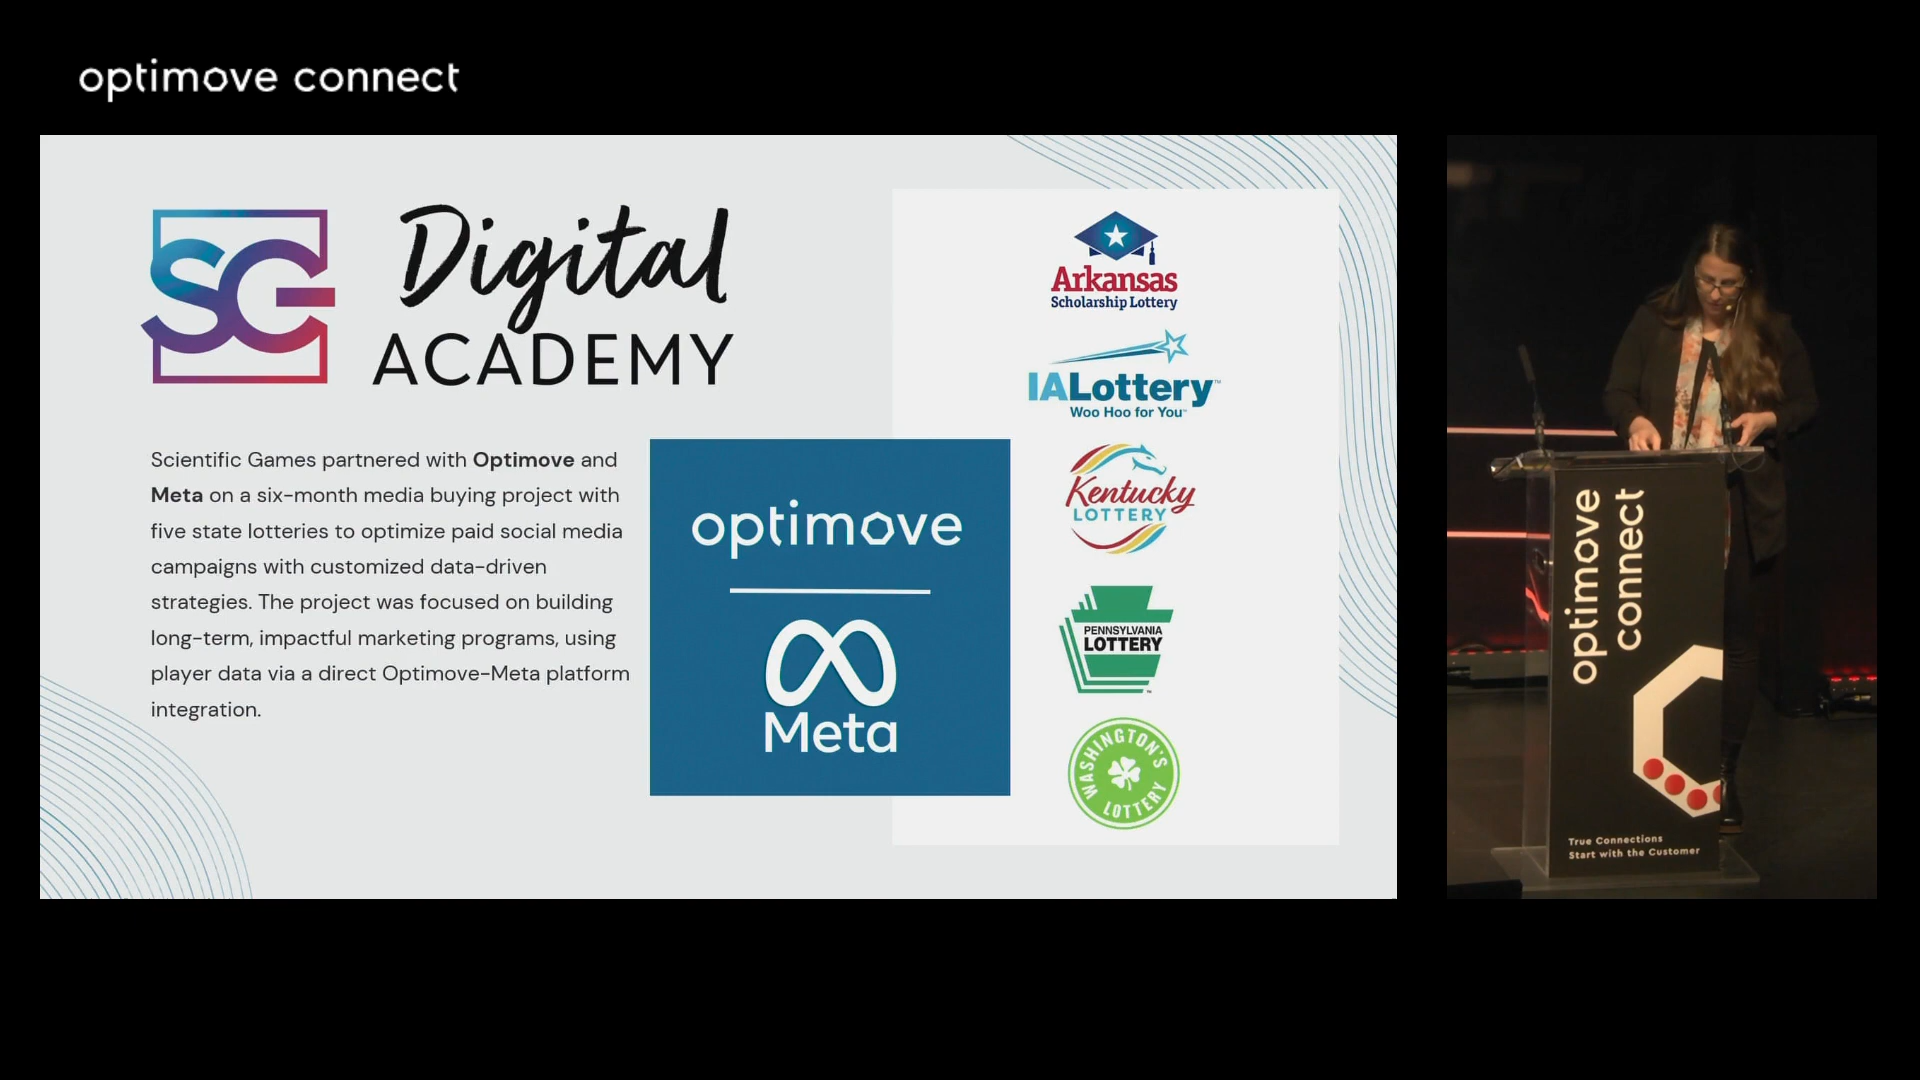 optimove connect
SG
Digital
ACADEMY
Scientific Games partnered with Optimove and
Meta on a six-month media buying project with
five state lotteries to optimize paid social media
campaigns with customized data-driven
strategies. The project was focused on building
long-term, impactful marketing programs, using
player data via a direct Optimove-Meta platform
integration.
optimove
Meta
Arkansas
Scholarship Lottery
IALottery™
Woo Hoo for You
Kentucky
LOTTERY
PENNSYLVANIA
LOTTERY
WASHINGTON'S
LOTTERY
optimove
connect
True Connections
Start with the Customer